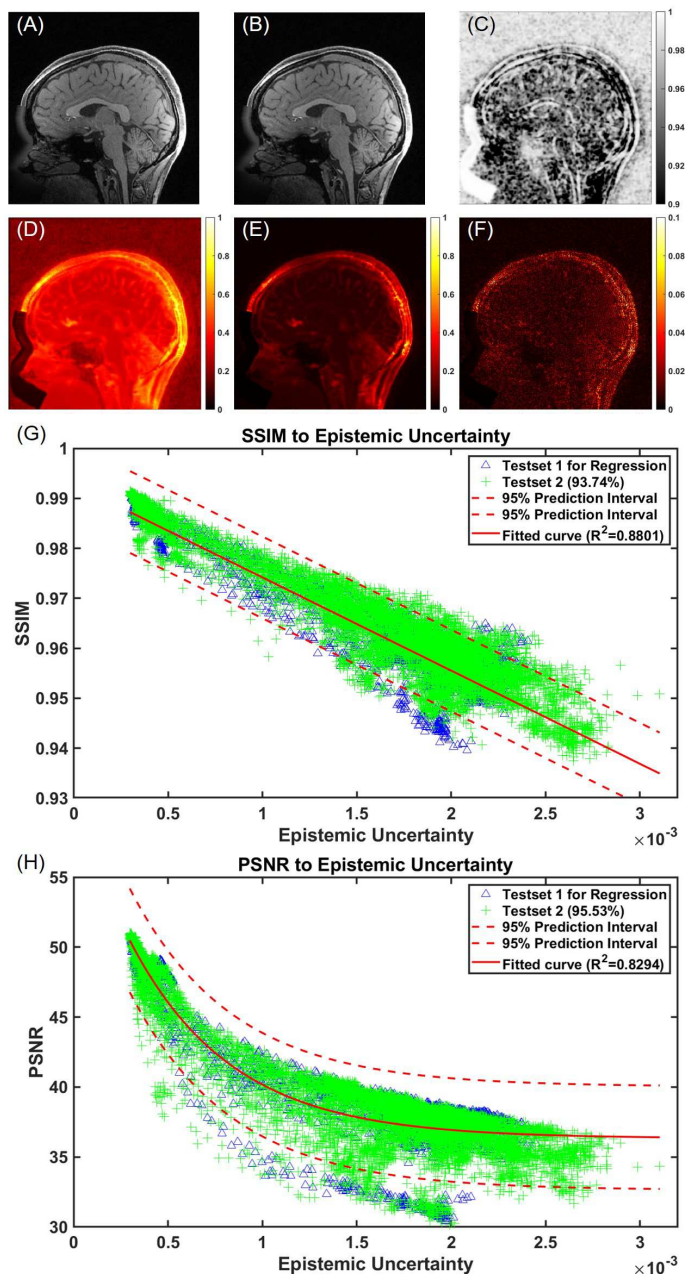 (A)
(B)
(C)
1
0.98
0.96
0.94
0.92
0.9
(D)
1
0.8
0.6
0.4
0.2
0
(E)
1
0.8
0.6
0.4
0.2
0
(F)
0.1
0.08
0.06
0.04
0.02
0
(G)
SSIM to Epistemic Uncertainty
Testset 1 for Regression
Testset 2 (93.74%)
95% Prediction Interval
95% Prediction Interval
Fitted curve (R²=0.8801)
SSIM
1
0.99
0.98
0.97
0.96
0.95
0.94
0.93
0 0.5 1 1.5 2 2.5 3
Epistemic Uncertainty
×10⁻³
(H)
PSNR to Epistemic Uncertainty
Testset 1 for Regression
Testset 2 (95.53%)
95% Prediction Interval
95% Prediction Interval
Fitted curve (R²=0.8294)
PSNR
55
50
45
40
35
30
0 0.5 1 1.5 2 2.5 3
Epistemic Uncertainty
×10⁻³